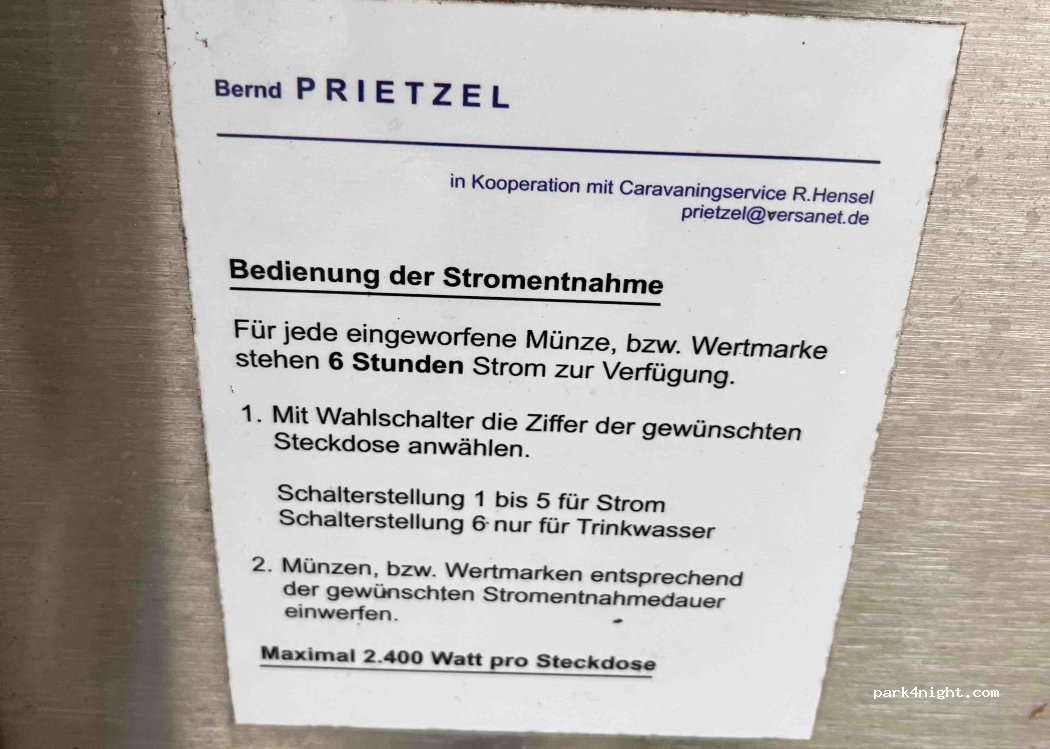 Bernd PRIETZEL
in Kooperation mit Caravaningservice R.Hensel
prietzel@versanet.de
Bedienung der Stromentnahme
Für jede eingeworfene Münze, bzw. Wertmarke
stehen 6 Stunden Strom zur Verfügung.
1. Mit Wahlschalter die Ziffer der gewünschten
Steckdose anwählen.
Schalterstellung 1 bis 5 für Strom
Schalterstellung 6 nur für Trinkwasser
2. Münzen, bzw. Wertmarken entsprechend
der gewünschten Stromentnahmedauer
einwerfen.
Maximal 2.400 Watt pro Steckdose
park4night.com